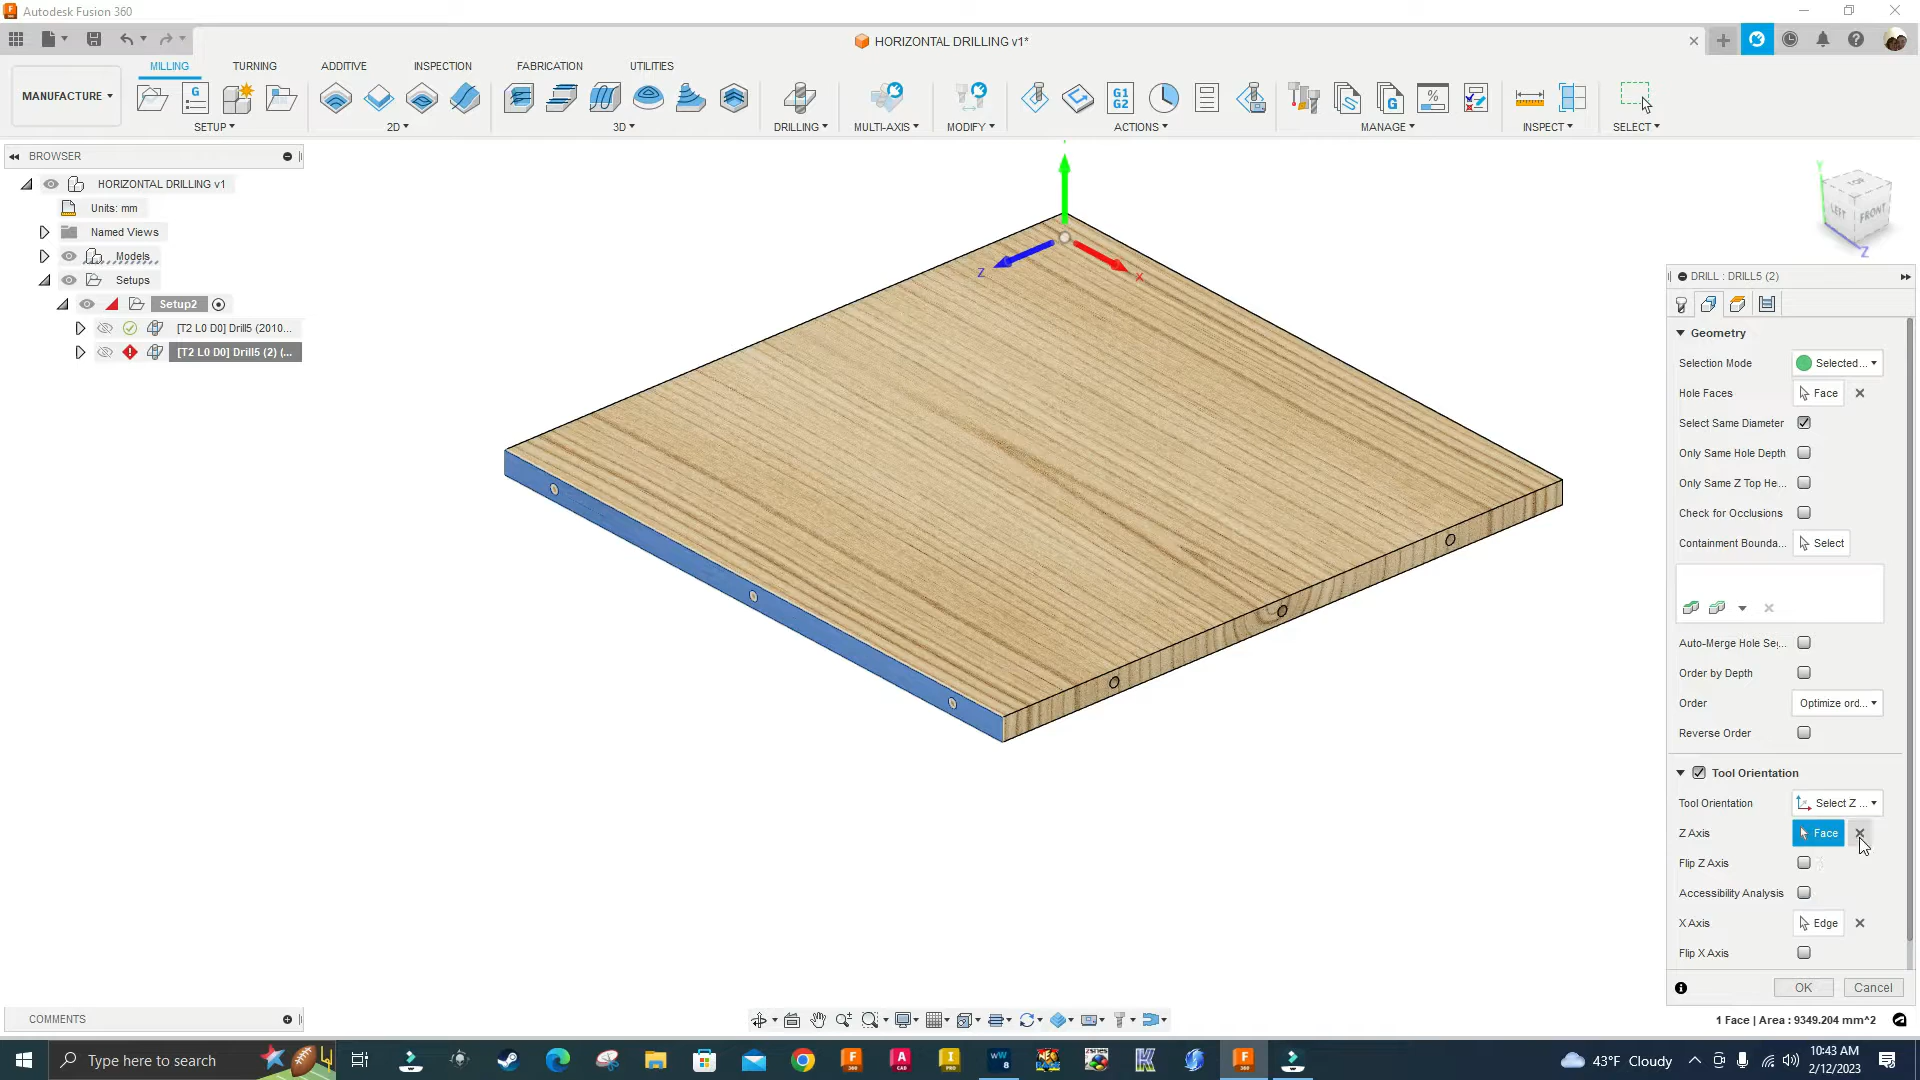 Autodesk Fusion 360
HORIZONTAL DRILLING v1*
MILLING
TURNING
ADDITIVE
INSPECTION
FABRICATION
UTILITIES
MANUFACTURE
SETUP
2D
3D
DRILLING
MULTI-AXIS
MODIFY
ACTIONS
MANAGE
INSPECT
SELECT
G
G1
G2
S
G
%
BROWSER
HORIZONTAL DRILLING v1
Units: mm
Named Views
Models
Setups
Setup2
[T2 L0 D0] Drill5 (2010...
[T2 L0 D0] Drill5 (2) (...
Z
X
Y
TOP
LEFT
FRONT
Z
DRILL : DRILL5 (2)
Geometry
Selection Mode
Selected...
Hole Faces
Face
Select Same Diameter
Only Same Hole Depth
Only Same Z Top He...
Check for Occlusions
Containment Bounda...
Select
Auto-Merge Hole Seg...
Order by Depth
Order
Optimize ord...
Reverse Order
Tool Orientation
Tool Orientation
Select Z ...
Z Axis
Face
Flip Z Axis
Accessibility Analysis
X Axis
Edge
Flip X Axis
OK
Cancel
COMMENTS
1 Face | Area : 9349.204 mm^2
Type here to search
43°F Cloudy
10:43 AM
2/12/2023